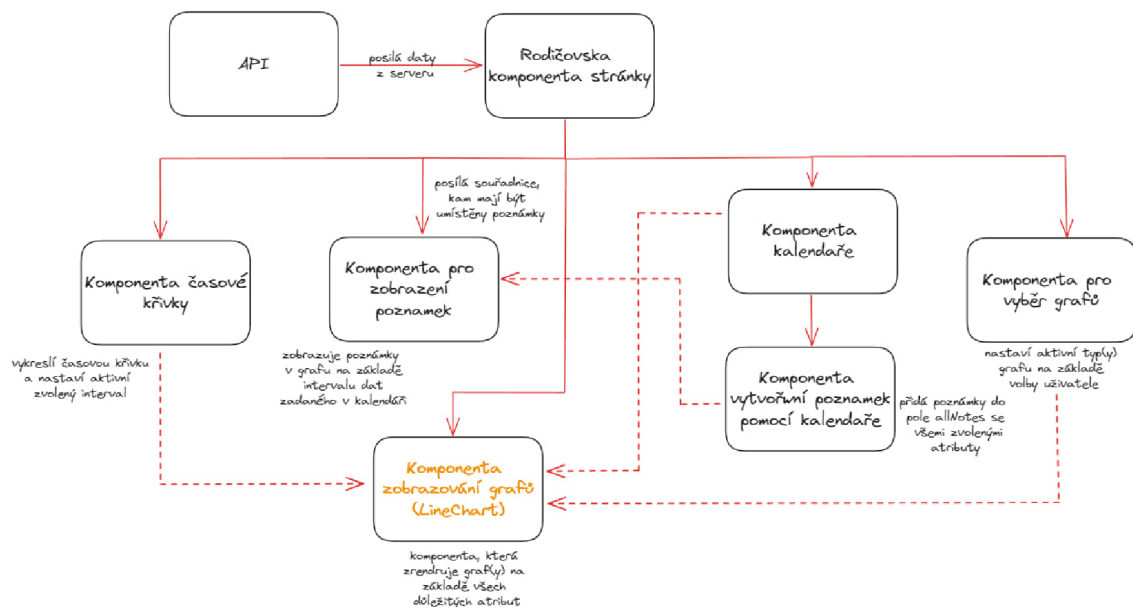 API
posílá daty
z serveru
Rodičovska
komponenta stránky
posílá souřadnice,
kam mají být
umístěny poznámky
Komponenta časové
křivky
vykreslí časovou křivku
a nastaví aktivní
zvolený interval
Komponenta pro
zobrazení
poznamek
zobrazuje poznámky
v grafu na základě
intervalu dat
zadaného v kalendáři
Komponenta
kalendaře
Komponenta pro
vyběr grafů
nastaví aktivní typ(y)
grafu na základě
volby uživatele
Komponenta
vytvořwní poznamek
pomocí kalendaře
přidá poznámky do
pole allNotes se
všemi zvolenými
atributy
Komponenta
zobrazování grafů
(LineChart)
komponenta, která
zrendruje graf(y) na
základě všech
důležitých atribut